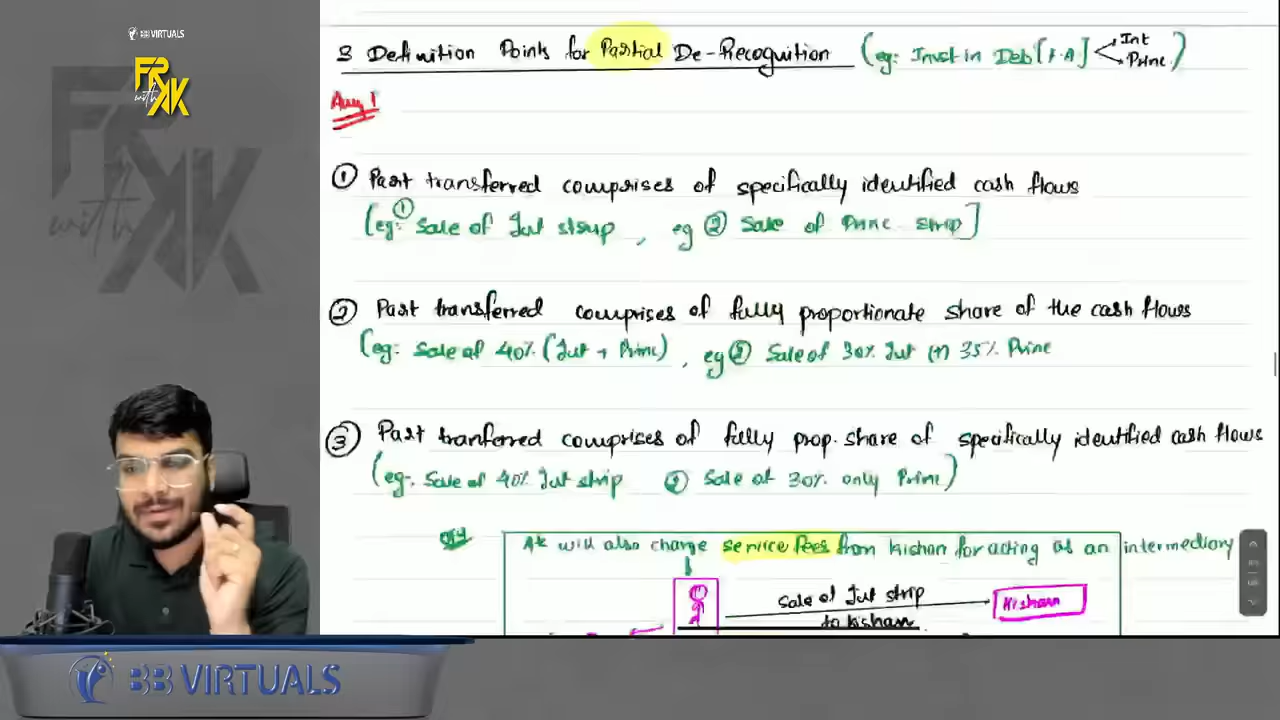 BB VIRTUALS
FR
with
AK
3 Definition Points for Partial De-Recognition (eg: Invst in Deb [F.A] Int
Princ)
Any 1
① Part transferred comprises of specifically identified cash flows
(eg: ① Sale of Int strip, eg ② Sale of Princ strip]
② Part transferred comprises of fully proportionate share of the cash flows
(eg: Sale of 40% (Int + Princ), eg ② Sale of 30% Int 35% Princ
③ Part tranferred comprises of fully prop. share of specifically identified cash flows
(eg: Sale of 40% Int strip ② Sale of 30% only Princ)
AK will also charge service fees from Kishan for acting as an intermediary
Sale of Int strip
to Kishan
Kishan
BB VIRTUALS